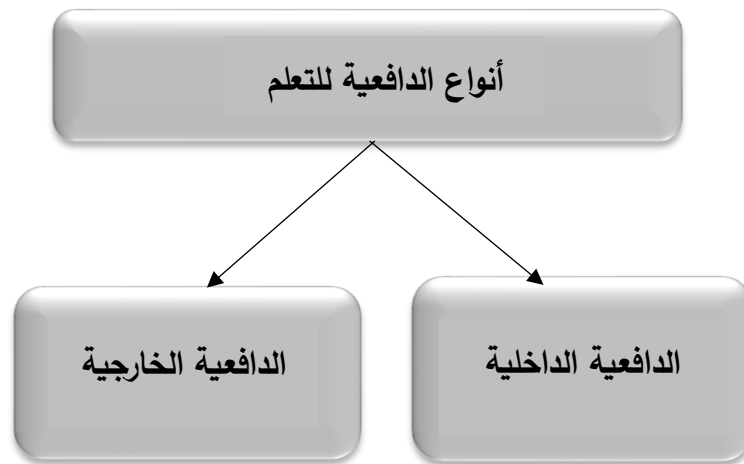 أنواع الدافعية للتعلم
الدافعية الداخلية
الدافعية الخارجية